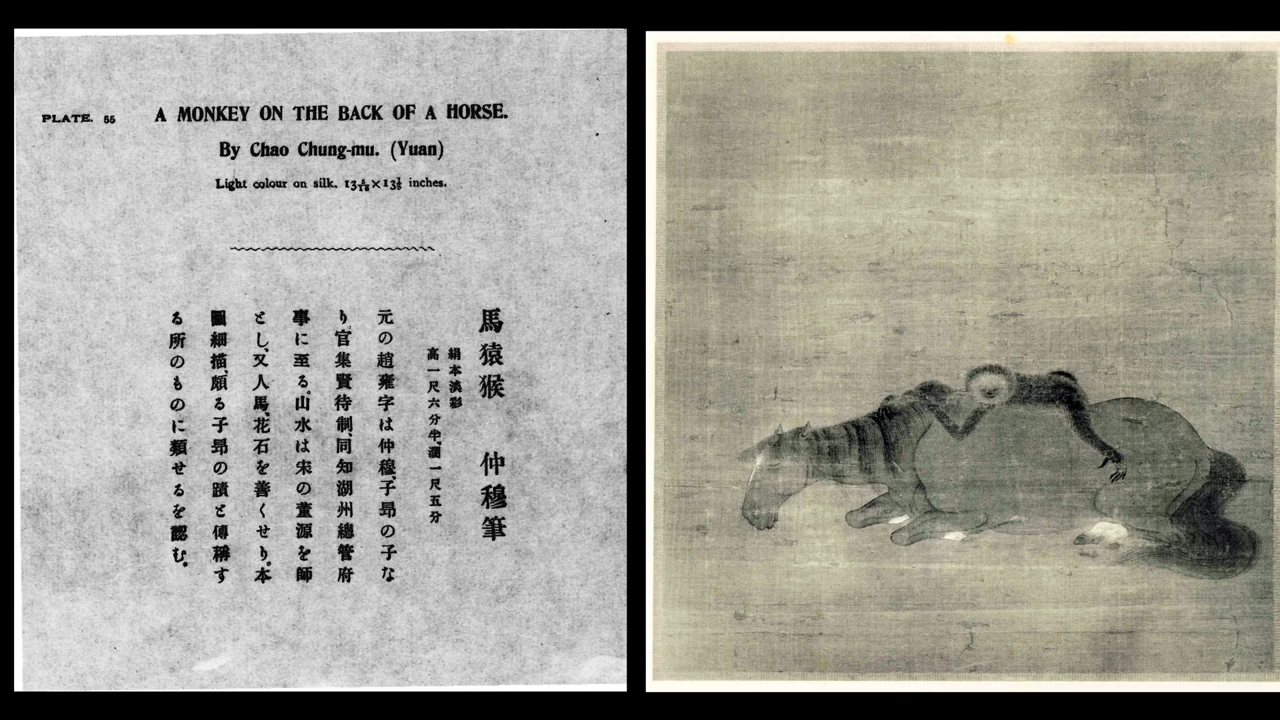 PLATE. 55
A MONKEY ON THE BACK OF A HORSE.
By Chao Chung-mu. (Yuan)
Light colour on silk. 13 5/16 × 13 1/8 inches.
馬猿猴　仲穆筆
絹本淡彩
高一尺六分半、濶一尺五分
元の趙雍字は仲穆、子昂の子な
り、官集賢待制、同知湖州總管府
事に至る。山水は宋の董源を師
とし、又人馬、花石を善くせり。本
圖細描、頗る子昂の蹟と傳稱す
る所のものに類せるを認む。